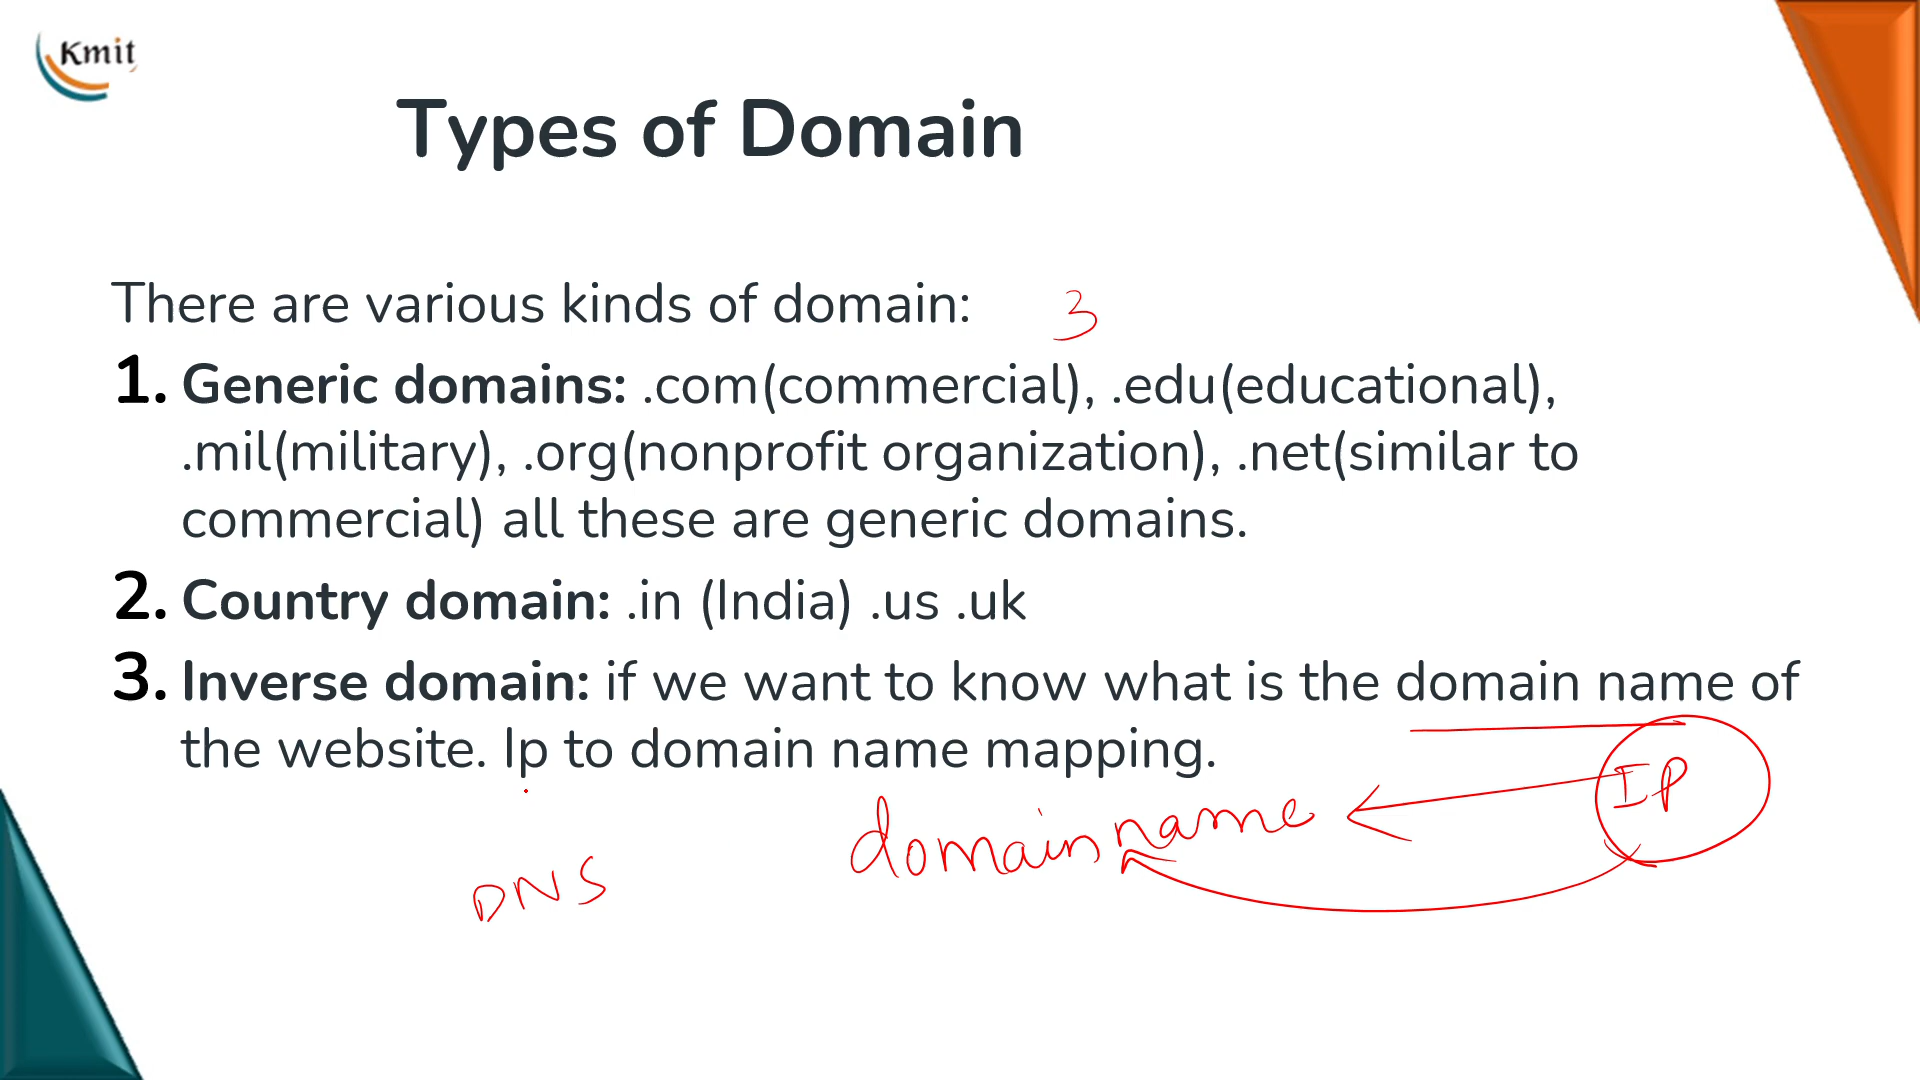 Kmit
Types of Domain
There are various kinds of domain: 3
1. Generic domains: .com(commercial), .edu(educational),
.mil(military), .org(nonprofit organization), .net(similar to
commercial) all these are generic domains.
2. Country domain: .in (India) .us .uk
3. Inverse domain: if we want to know what is the domain name of
the website. Ip to domain name mapping.
IP
domain name
DNS